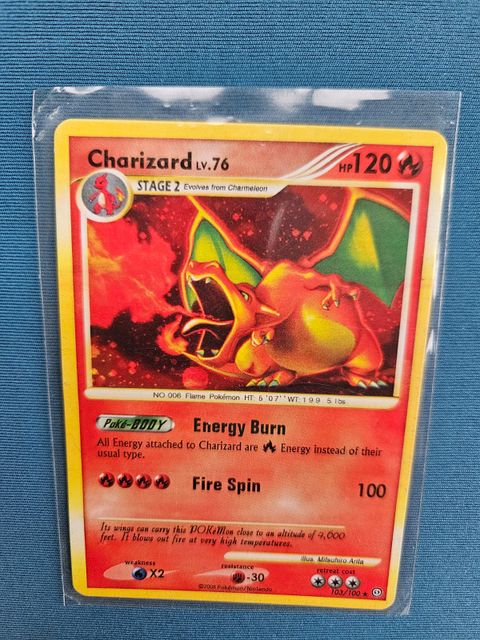 Charizard LV.76 HP 120
STAGE 2 Evolves from Charmeleon
NO. 006 Flame Pokémon HT: 5'07" WT: 199.5 lbs
Poké-BODY Energy Burn
All Energy attached to Charizard are Energy instead of their
usual type.
Fire Spin 100
Its wings can carry this POKéMon close to an altitude of 4,600
feet. It blows out fire at very high temperatures.
Illus. Mitsuhiro Arita
weakness resistance retreat cost
X2 -30
©2008 Pokémon/Nintendo 103/100